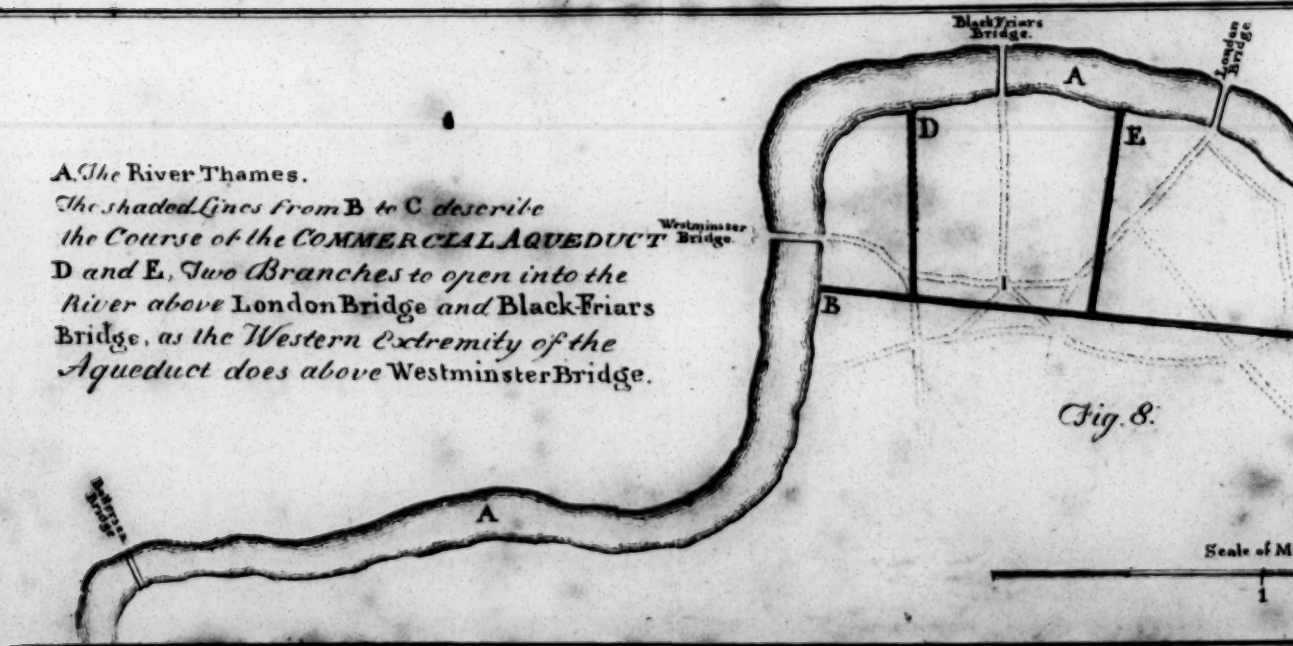 Black Friars
Bridge.
London
Bridge
A
D
E
A. The River Thames.
The shaded Lines from B to C describe
the Course of the COMMERCIAL AQUEDUCT
D and E, Two Branches to open into the
River above London Bridge and Black-Friars
Bridge, as the Western Extremity of the
Aqueduct does above Westminster Bridge.
Westminster
Bridge.
B
Fig. 8.
Battersea
Bridge
A
Scale of M
1